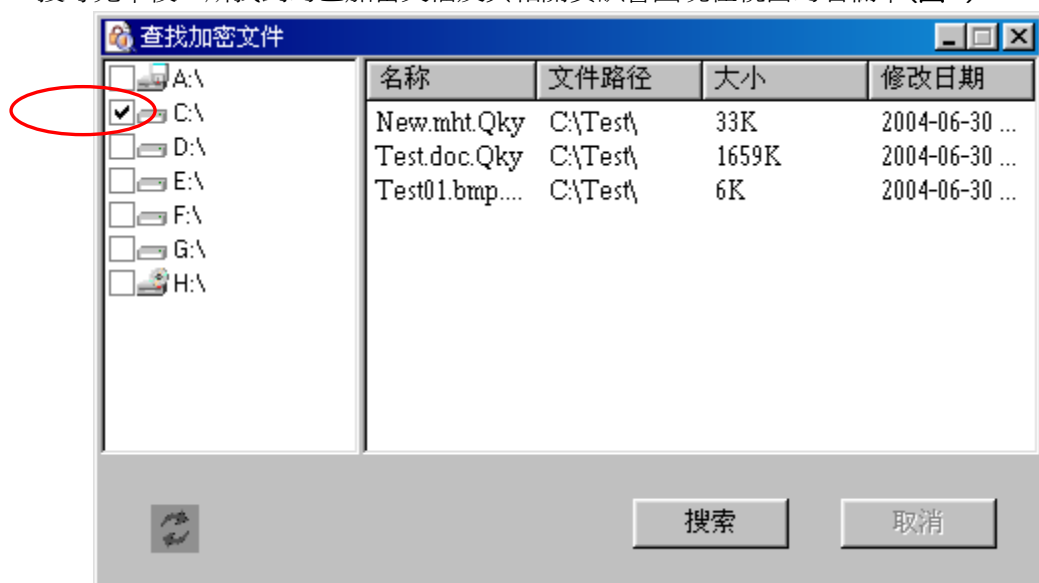 查找加密文件
A:\
C:\
D:\
E:\
F:\
G:\
H:\
名称 文件路径 大小 修改日期
New.mht.Qky C:\Test\ 33K 2004-06-30 ...
Test.doc.Qky C:\Test\ 1659K 2004-06-30 ...
Test01.bmp.... C:\Test\ 6K 2004-06-30 ...
搜索 取消